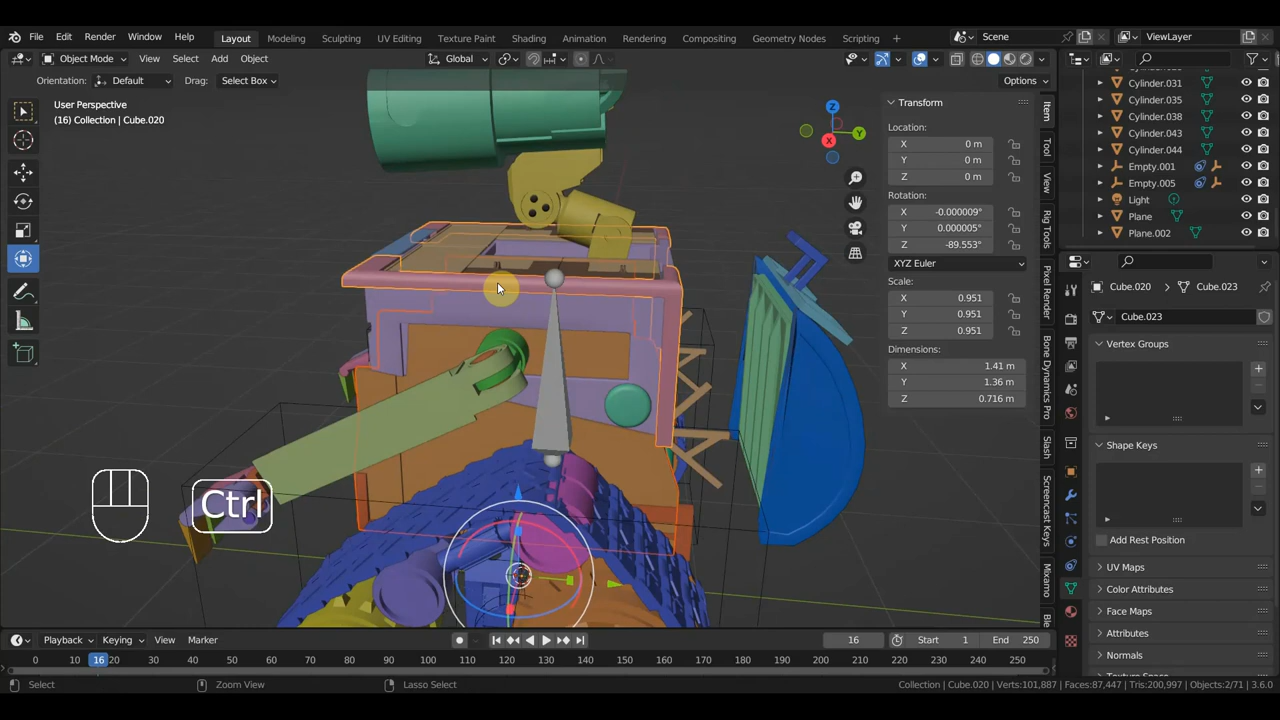 File Edit Render Window Help Layout Modeling Sculpting UV Editing Texture Paint Shading Animation Rendering Compositing Geometry Nodes Scripting + Scene ViewLayer
Object Mode View Select Add Object Global
Orientation: Default Drag: Select Box Options
User Perspective
(16) Collection | Cube.020
Transform
Location:
X 0 m
Y 0 m
Z 0 m
Rotation:
X -0.000009°
Y 0.000005°
Z -89.553°
XYZ Euler
Scale:
X 0.951
Y 0.951
Z 0.951
Dimensions:
X 1.41 m
Y 1.36 m
Z 0.716 m
Item
Tool
View
Rig Tools
Pixel Render
Bone Dynamics Pro
Slash
Screencast Keys
Mixamo
Z
Y
X
Cylinder.031
Cylinder.035
Cylinder.038
Cylinder.043
Cylinder.044
Empty.001
Empty.005
Light
Plane
Plane.002
Cube.020 > Cube.023
Cube.023
Vertex Groups
Shape Keys
Add Rest Position
UV Maps
Color Attributes
Face Maps
Attributes
Normals
Texture Space
Ctrl
Playback Keying View Marker 16 Start 1 End 250
0 10 16 20 30 40 50 60 70 80 90 100 110 120 130 140 150 160 170 180 190 200 210 220 230 240 250
Select Zoom View Lasso Select Collection | Cube.020 | Verts:101,887 | Faces:87,447 | Tris:200,997 | Objects:2/71 | 3.6.0